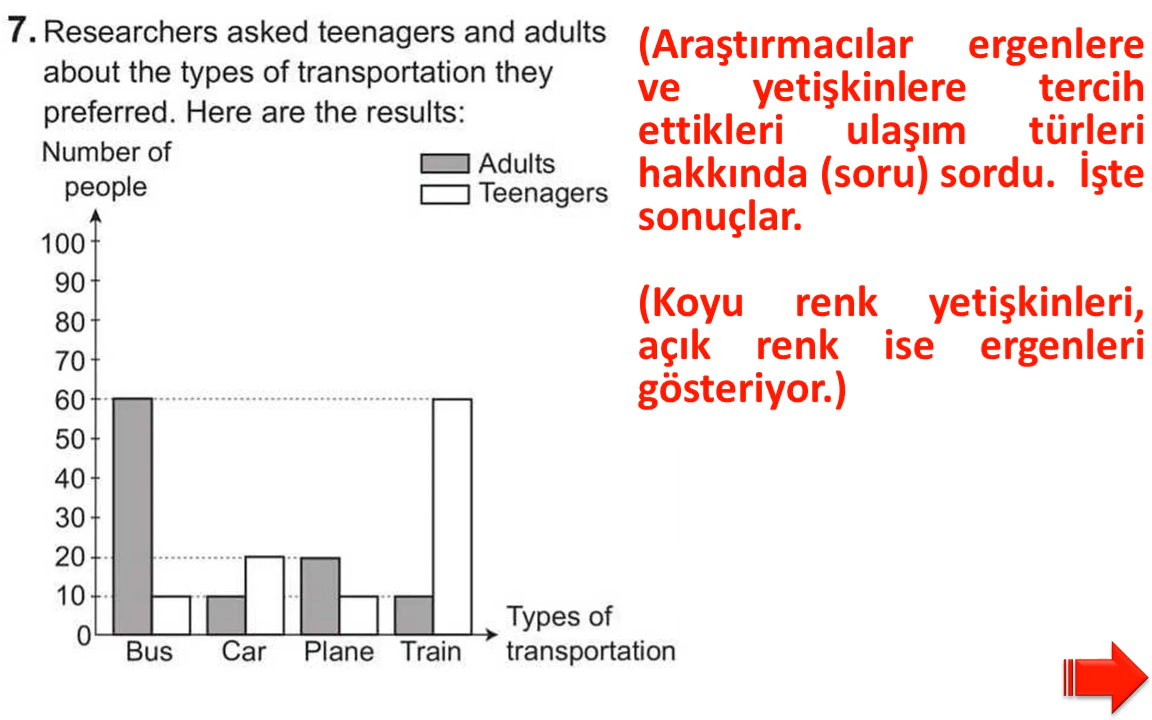 7. Researchers asked teenagers and adults
about the types of transportation they
preferred. Here are the results:
Number of
people
Adults
Teenagers
100
90
80
70
60
50
40
30
20
10
0
Bus Car Plane Train
Types of
transportation
(Araştırmacılar ergenlere
ve yetişkinlere tercih
ettikleri ulaşım türleri
hakkında (soru) sordu. İşte
sonuçlar.
(Koyu renk yetişkinleri,
açık renk ise ergenleri
gösteriyor.)